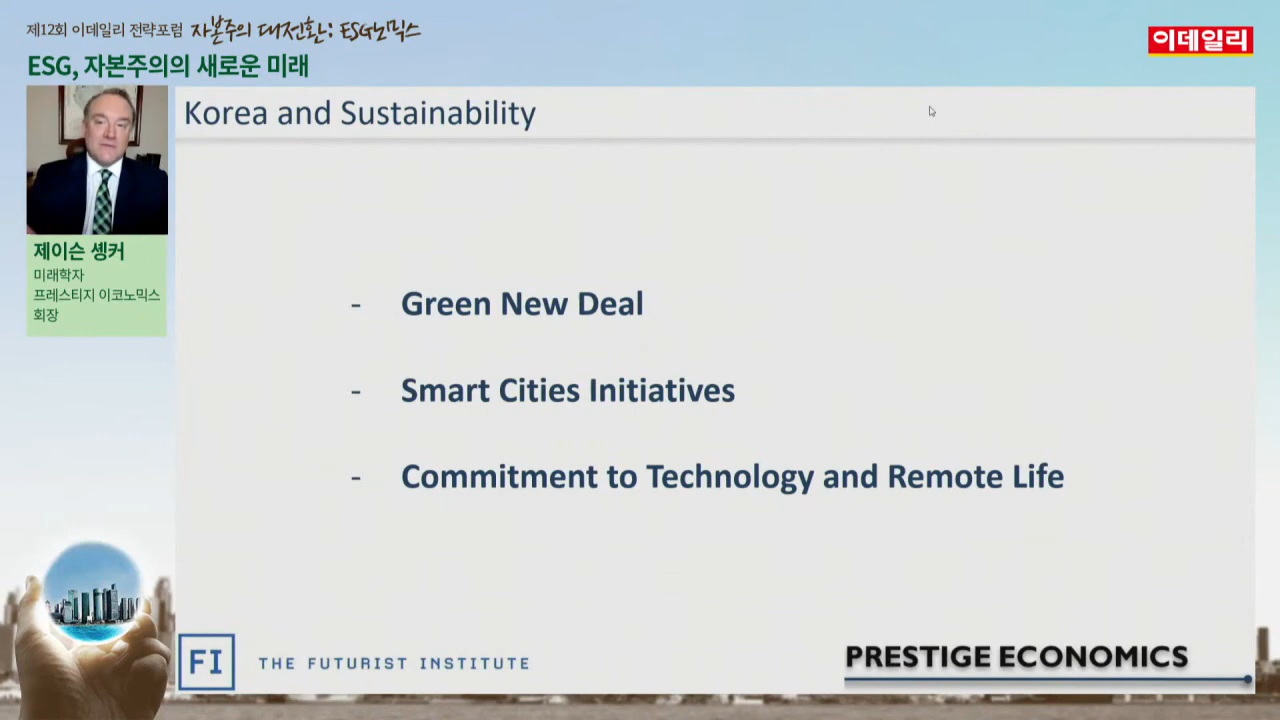 제12회 이데일리 전략포럼 자본주의 대전환: ESG노믹스
이데일리
ESG, 자본주의의 새로운 미래
Korea and Sustainability
제이슨 솅커
미래학자
프레스티지 이코노믹스
회장
- Green New Deal
- Smart Cities Initiatives
- Commitment to Technology and Remote Life
FI THE FUTURIST INSTITUTE
PRESTIGE ECONOMICS